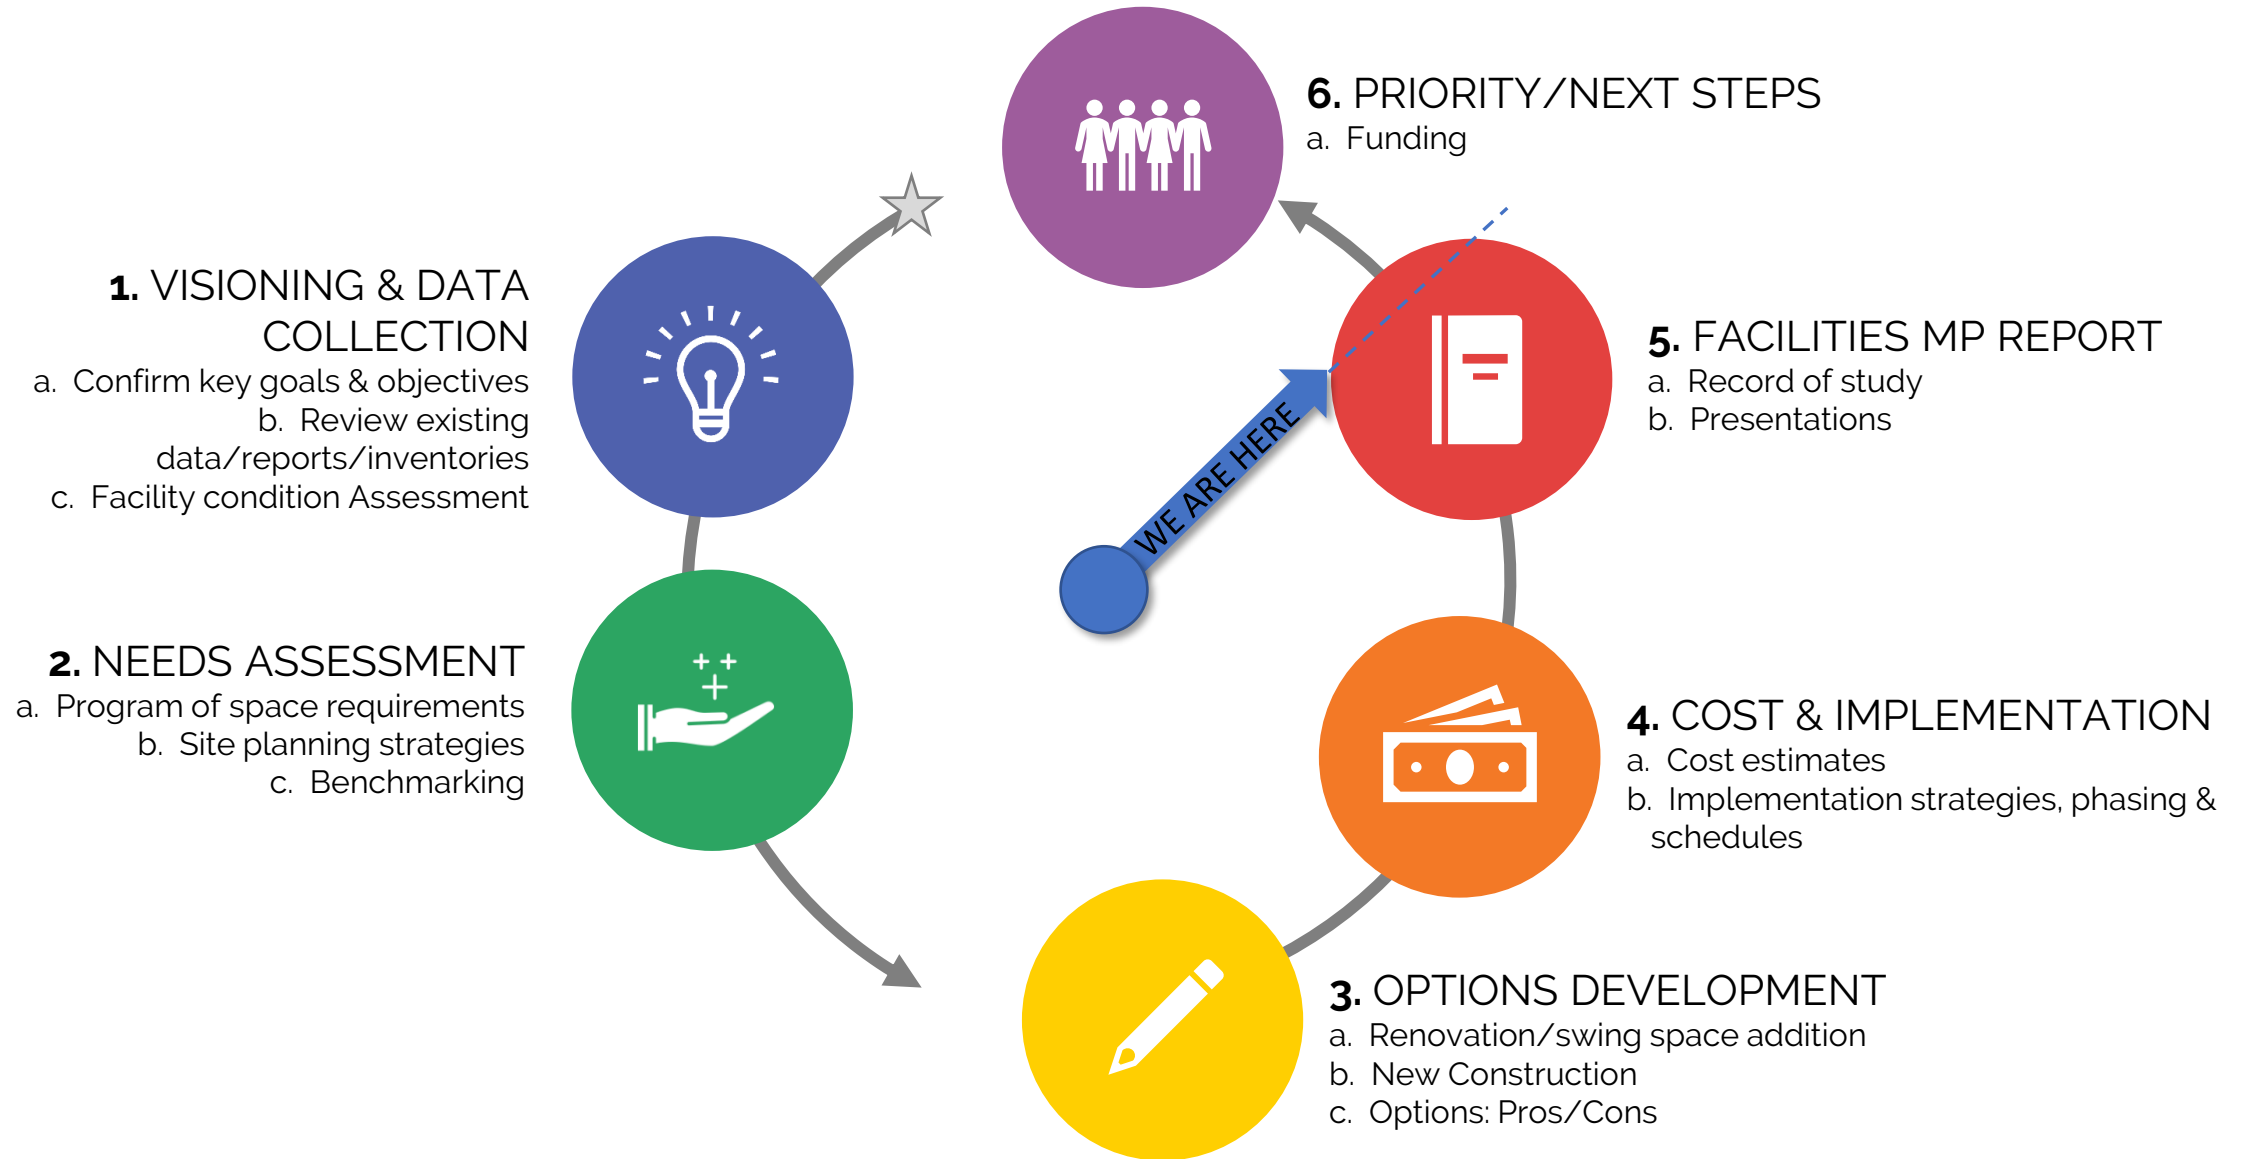 1. VISIONING & DATA
COLLECTION
a. Confirm key goals & objectives
b. Review existing
data/reports/inventories
c. Facility condition Assessment
2. NEEDS ASSESSMENT
a. Program of space requirements
b. Site planning strategies
c. Benchmarking
3. OPTIONS DEVELOPMENT
a. Renovation/swing space addition
b. New Construction
c. Options: Pros/Cons
4. COST & IMPLEMENTATION
a. Cost estimates
b. Implementation strategies, phasing &
schedules
5. FACILITIES MP REPORT
a. Record of study
b. Presentations
6. PRIORITY/NEXT STEPS
a. Funding
WE ARE HERE